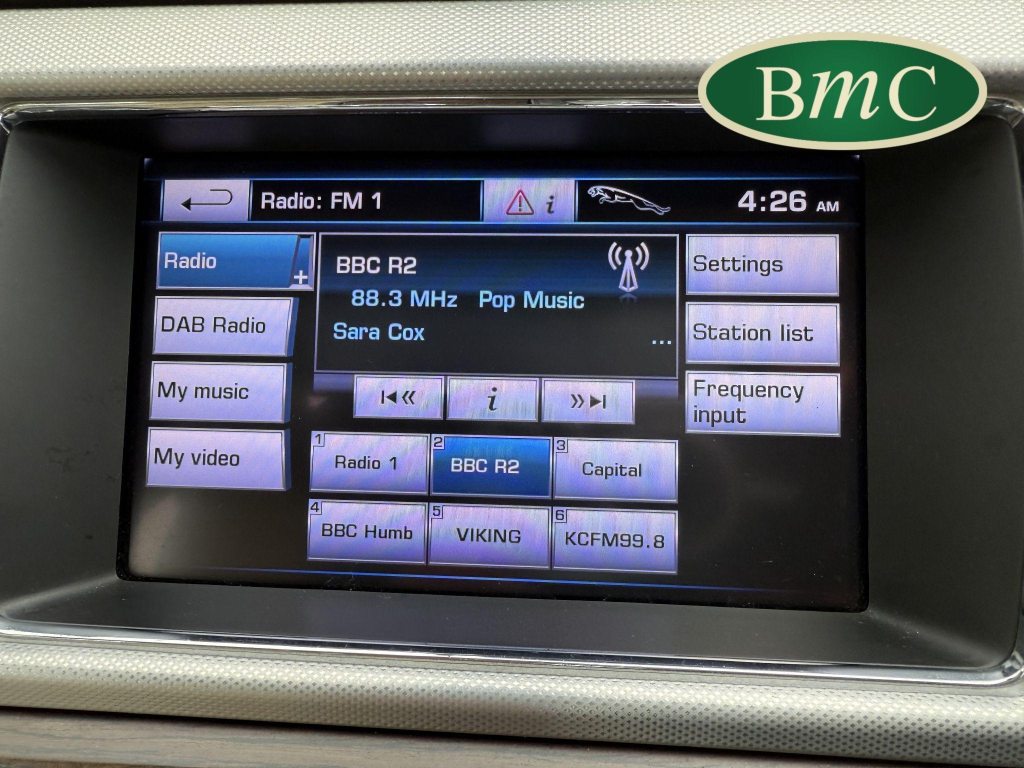 BmC
Radio: FM 1
i
4:26 AM
Radio
+
DAB Radio
My music
My video
BBC R2
88.3 MHz Pop Music
Sara Cox
...
i
Settings
Station list
Frequency
input
1 Radio 1
2 BBC R2
3 Capital
4 BBC Humb
5 VIKING
6 KCFM99.8